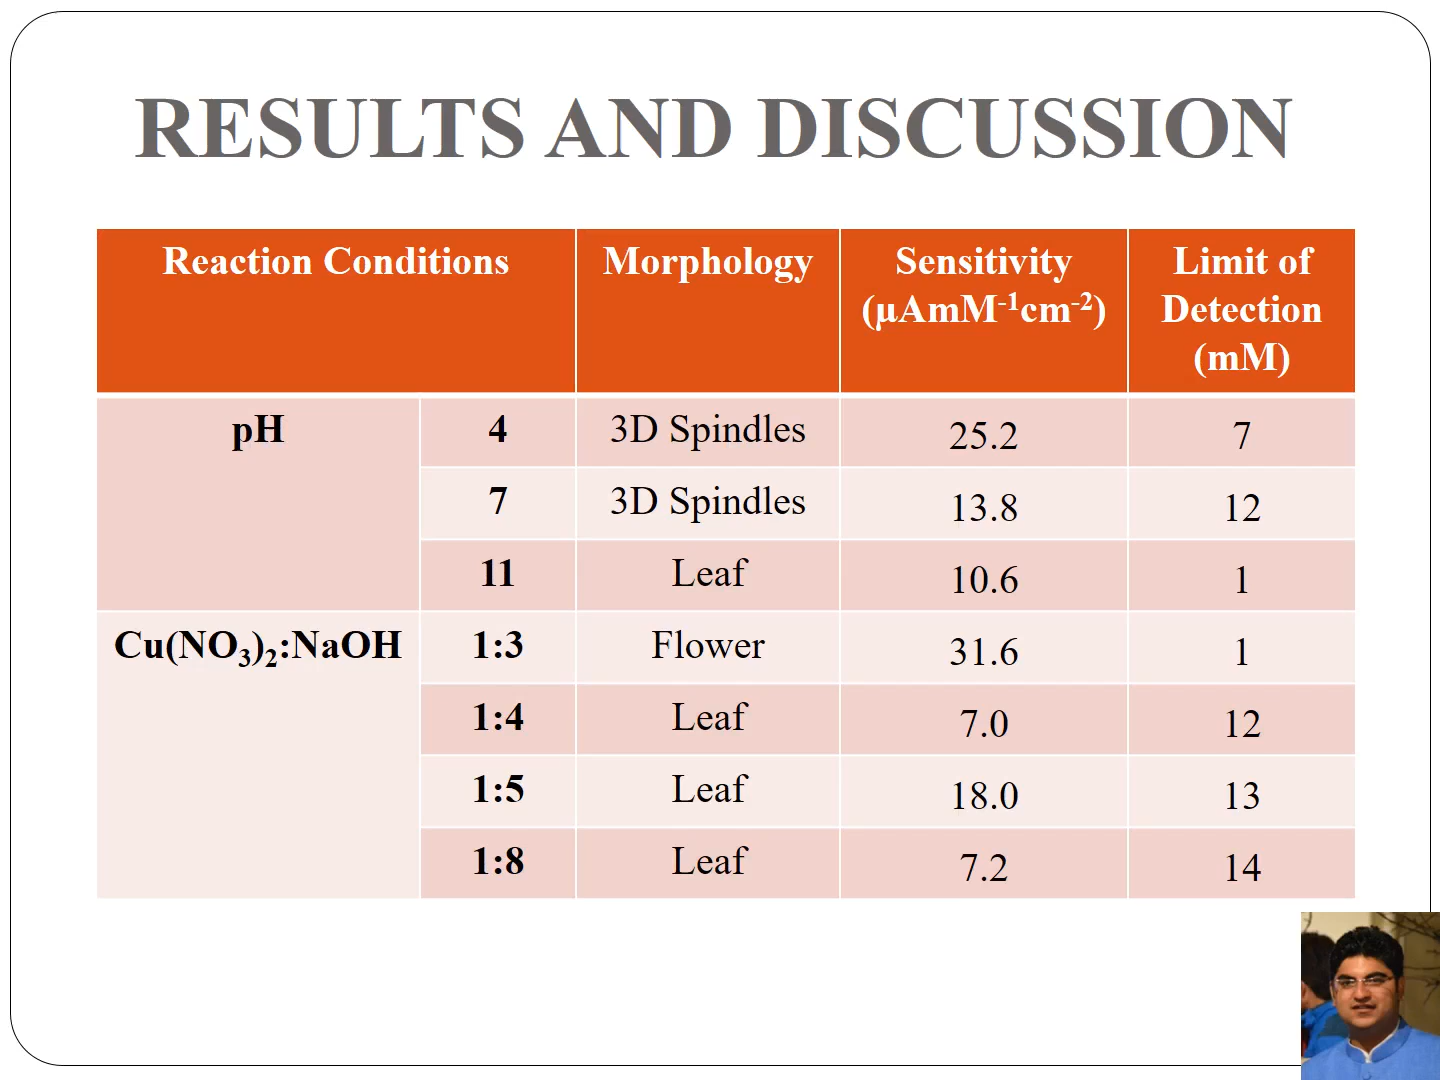 RESULTS AND DISCUSSION
Reaction Conditions Morphology Sensitivity (µAmM⁻¹cm⁻²) Limit of Detection (mM)
pH 4 3D Spindles 25.2 7
7 3D Spindles 13.8 12
11 Leaf 10.6 1
Cu(NO₃)₂:NaOH 1:3 Flower 31.6 1
1:4 Leaf 7.0 12
1:5 Leaf 18.0 13
1:8 Leaf 7.2 14